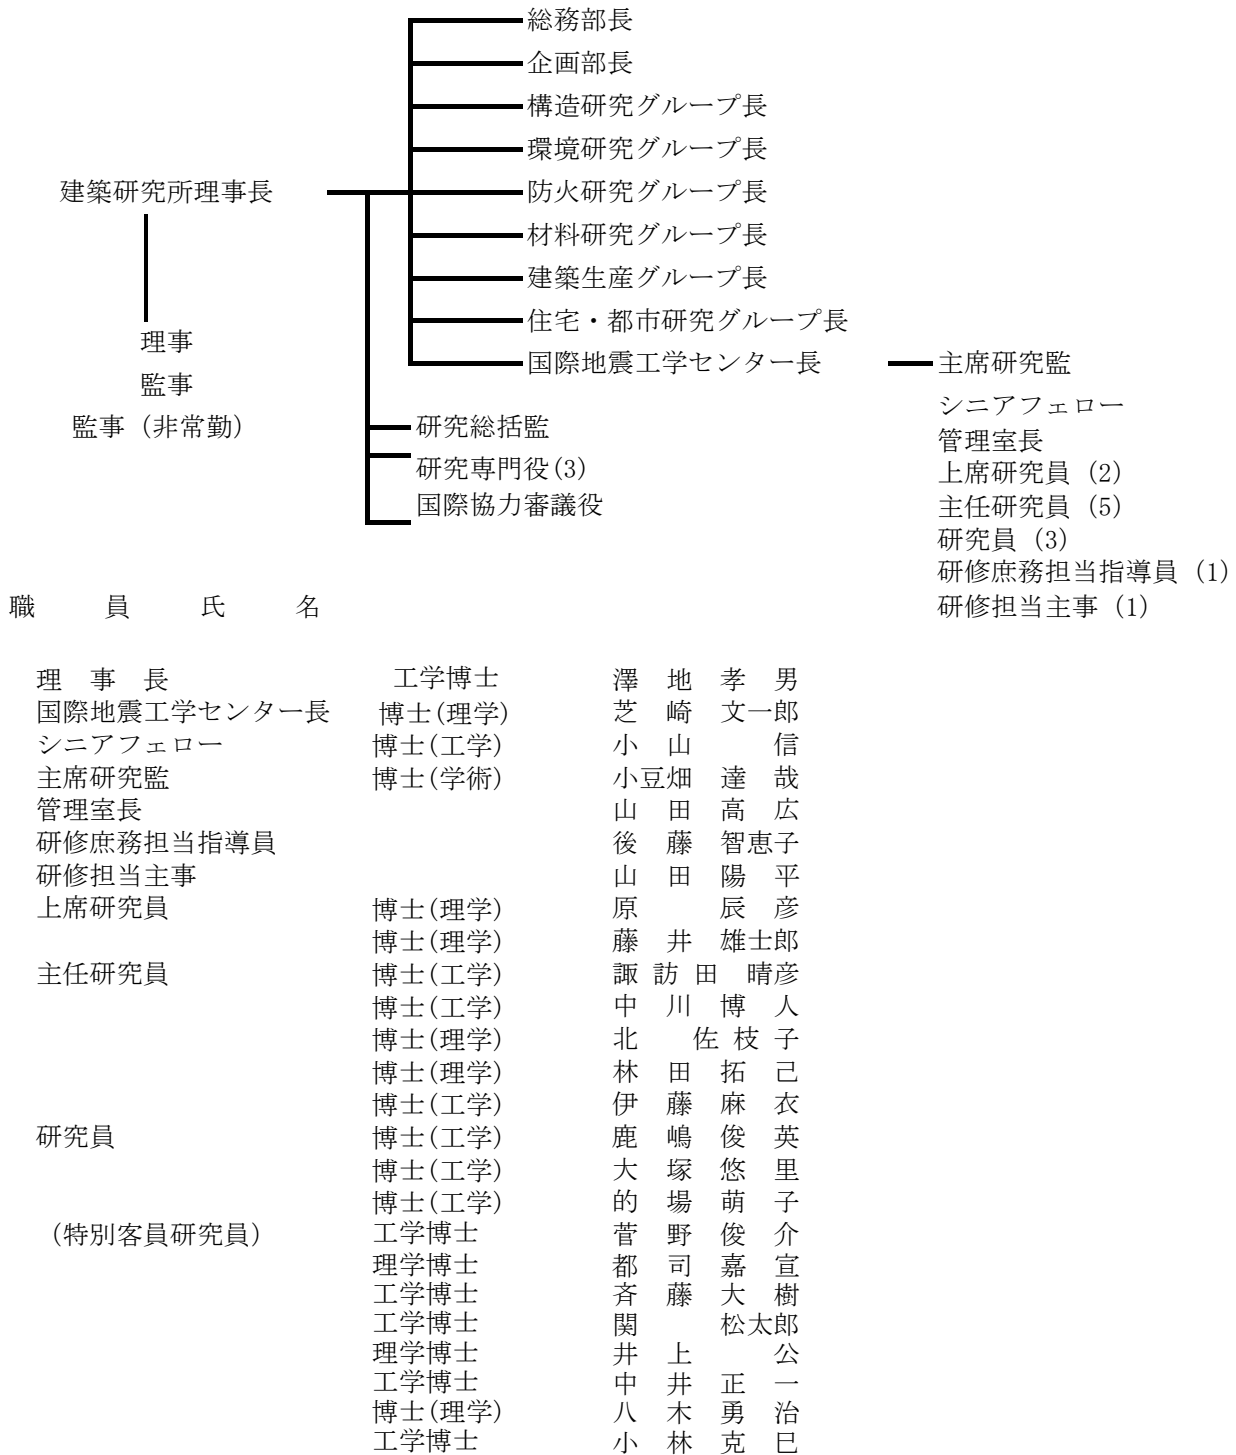 総務部長
企画部長
構造研究グループ長
環境研究グループ長
建築研究所理事長 防火研究グループ長
材料研究グループ長
建築生産グループ長
住宅・都市研究グループ長
理事
国際地震工学センター長 主席研究監
監事
シニアフェロー
監事（非常勤） 研究総括監
管理室長
研究専門役(3) 上席研究員（2）
国際協力審議役 主任研究員（5）
研究員（3）
研修庶務担当指導員（1）
職員氏名 研修担当主事（1）
理事長 工学博士 澤地孝男
国際地震工学センター長 博士(理学) 芝崎文一郎
シニアフェロー 博士(工学) 小山信
主席研究監 博士(学術) 小豆畑達哉
管理室長 山田高広
研修庶務担当指導員 後藤智恵子
研修担当主事 山田陽平
上席研究員 博士(理学) 原辰彦
博士(理学) 藤井雄士郎
主任研究員 博士(工学) 諏訪田晴彦
博士(工学) 中川博人
博士(理学) 北佐枝子
博士(理学) 林田拓己
博士(工学) 伊藤麻衣
研究員 博士(工学) 鹿嶋俊英
博士(工学) 大塚悠里
博士(工学) 的場萌子
（特別客員研究員） 工学博士 菅野俊介
理学博士 都司嘉宣
工学博士 斉藤大樹
工学博士 関松太郎
理学博士 井上公
工学博士 中井正一
博士(理学) 八木勇治
工学博士 小林克巳